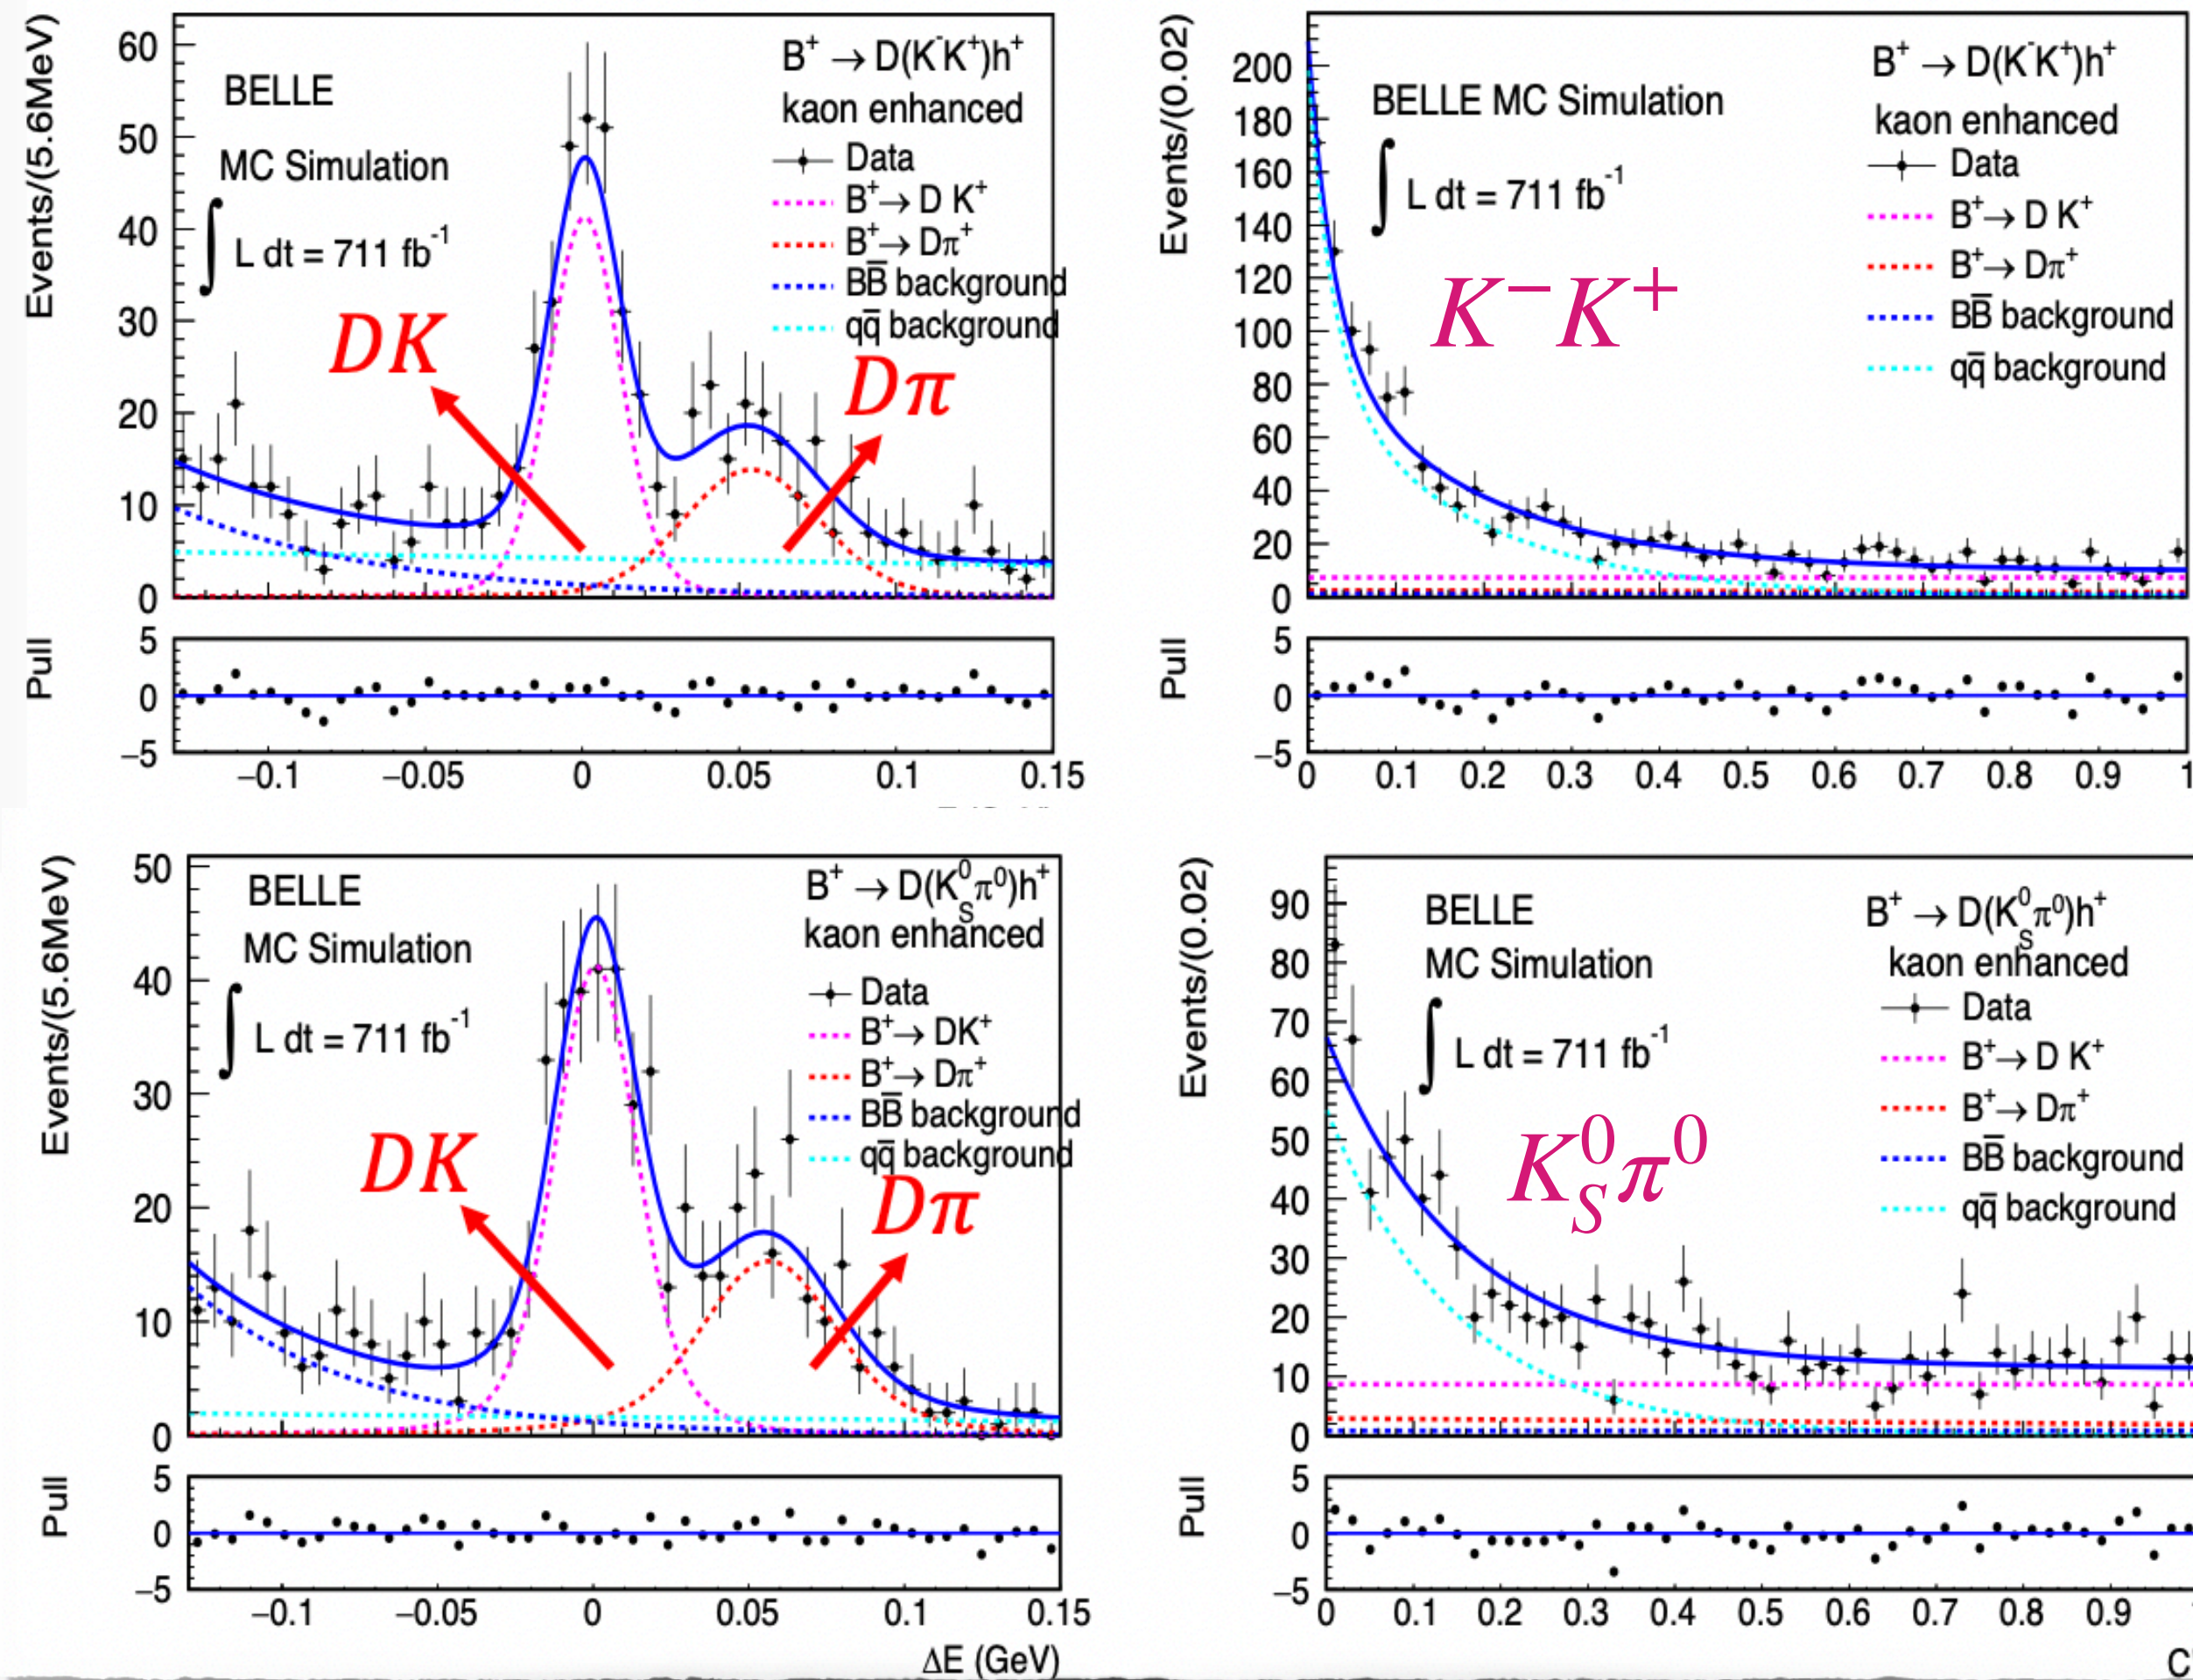 Events/(5.6MeV)
60
50
40
30
20
10
0
BELLE
MC Simulation
∫ L dt = 711 fb⁻¹
B⁺ → D(K⁻K⁺)h⁺
kaon enhanced
Data
B⁺→ D K⁺
B⁺→ Dπ⁺
BB̅ background
qq̅ background
DK
Dπ
Pull
5
0
−5
−0.1 −0.05 0 0.05 0.1 0.15
Events/(0.02)
200
180
160
140
120
100
80
60
40
20
0
BELLE MC Simulation
∫ L dt = 711 fb⁻¹
K⁻K⁺
B⁺ → D(K⁻K⁺)h⁺
kaon enhanced
Data
B⁺→ D K⁺
B⁺→ Dπ⁺
BB̅ background
qq̅ background
Pull
5
0
−5
0 0.1 0.2 0.3 0.4 0.5 0.6 0.7 0.8 0.9 1
Events/(5.6MeV)
50
40
30
20
10
0
BELLE
MC Simulation
∫ L dt = 711 fb⁻¹
B⁺ → D(K_S⁰π⁰)h⁺
kaon enhanced
Data
B⁺→ DK⁺
B⁺→ Dπ⁺
BB̅ background
qq̅ background
DK
Dπ
Pull
5
0
−5
−0.1 −0.05 0 0.05 0.1 0.15
ΔE (GeV)
Events/(0.02)
90
80
70
60
50
40
30
20
10
0
BELLE
MC Simulation
∫ L dt = 711 fb⁻¹
K_S⁰π⁰
B⁺ → D(K_S⁰π⁰)h⁺
kaon enhanced
Data
B⁺→ D K⁺
B⁺→ Dπ⁺
BB̅ background
qq̅ background
Pull
5
0
−5
0 0.1 0.2 0.3 0.4 0.5 0.6 0.7 0.8 0.9